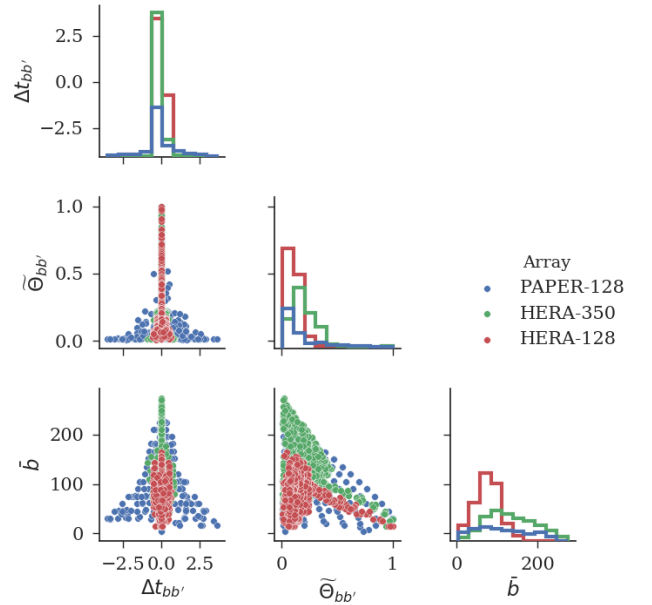 2.5
0.0
−2.5
Δt_{bb′}
1.0
0.5
0.0
Θ̃_{bb′}
Array
PAPER-128
HERA-350
HERA-128
200
100
0
b̄
−2.5 0.0 2.5
0 1
0 200
Δt_{bb′}
Θ̃_{bb′}
b̄